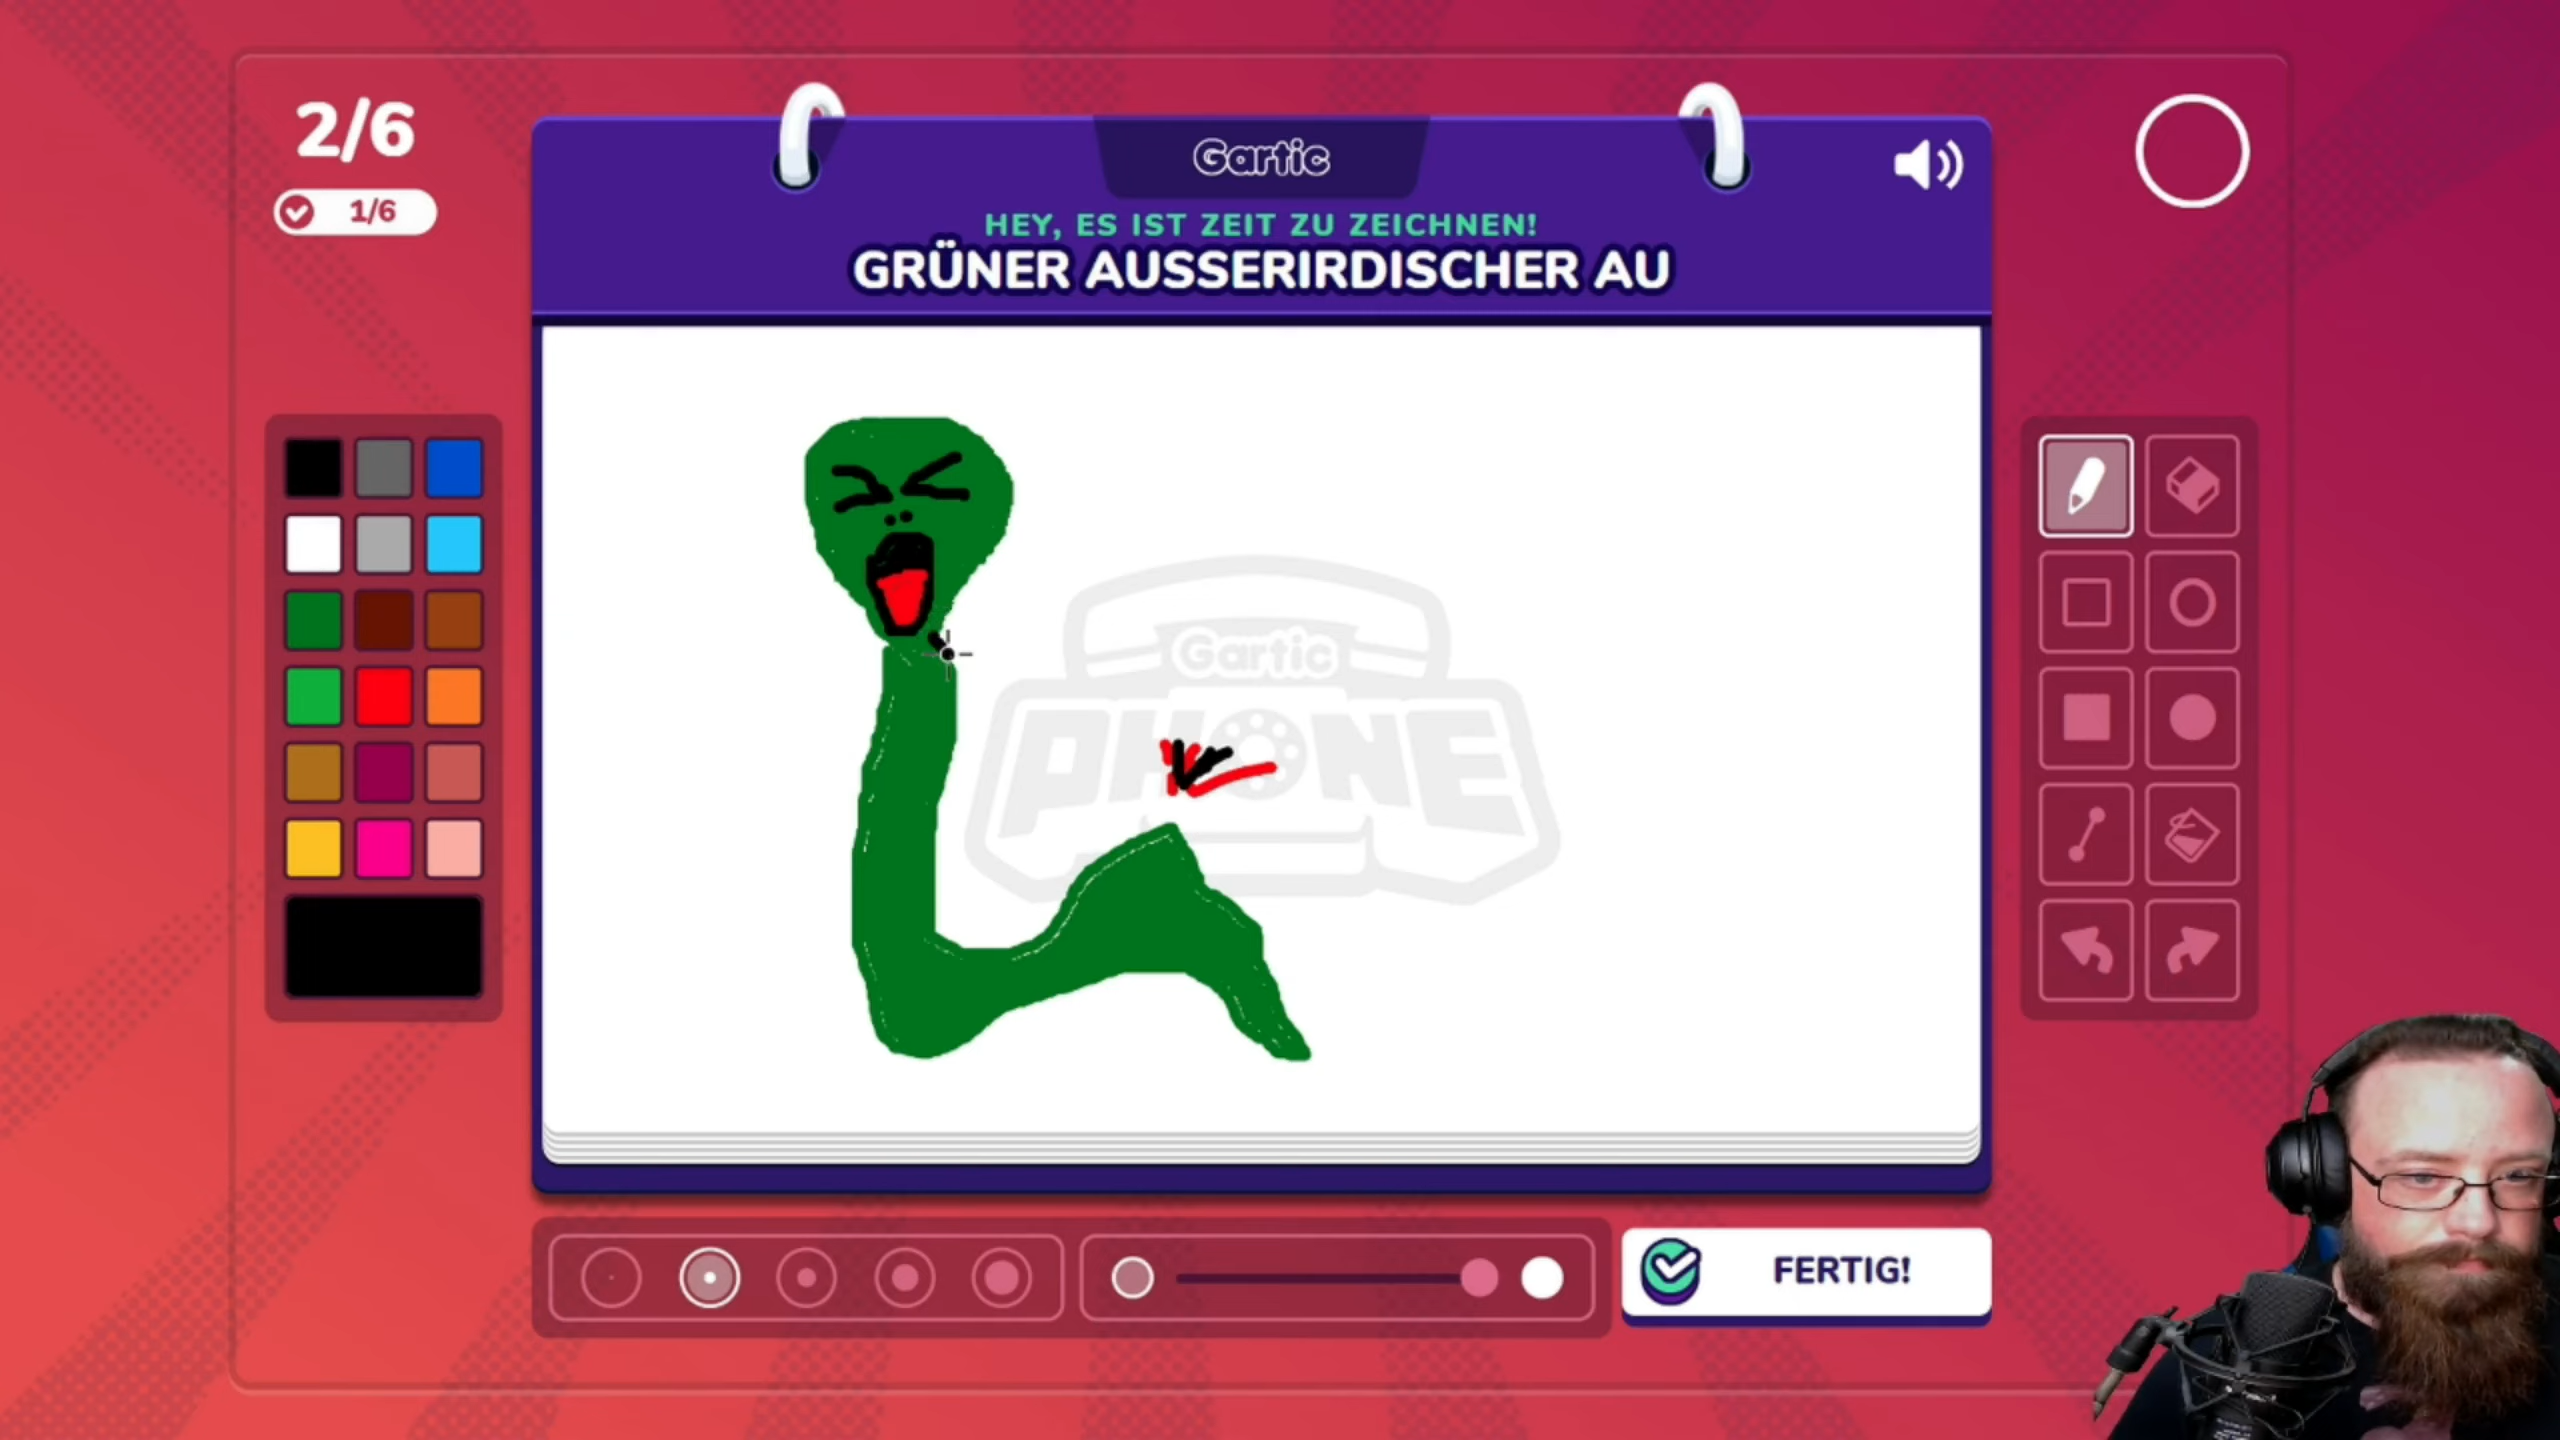 2/6
1/6
Gartic
HEY, ES IST ZEIT ZU ZEICHNEN!
GRÜNER AUSSERIRDISCHER AU
Gartic
PHONE
FERTIG!